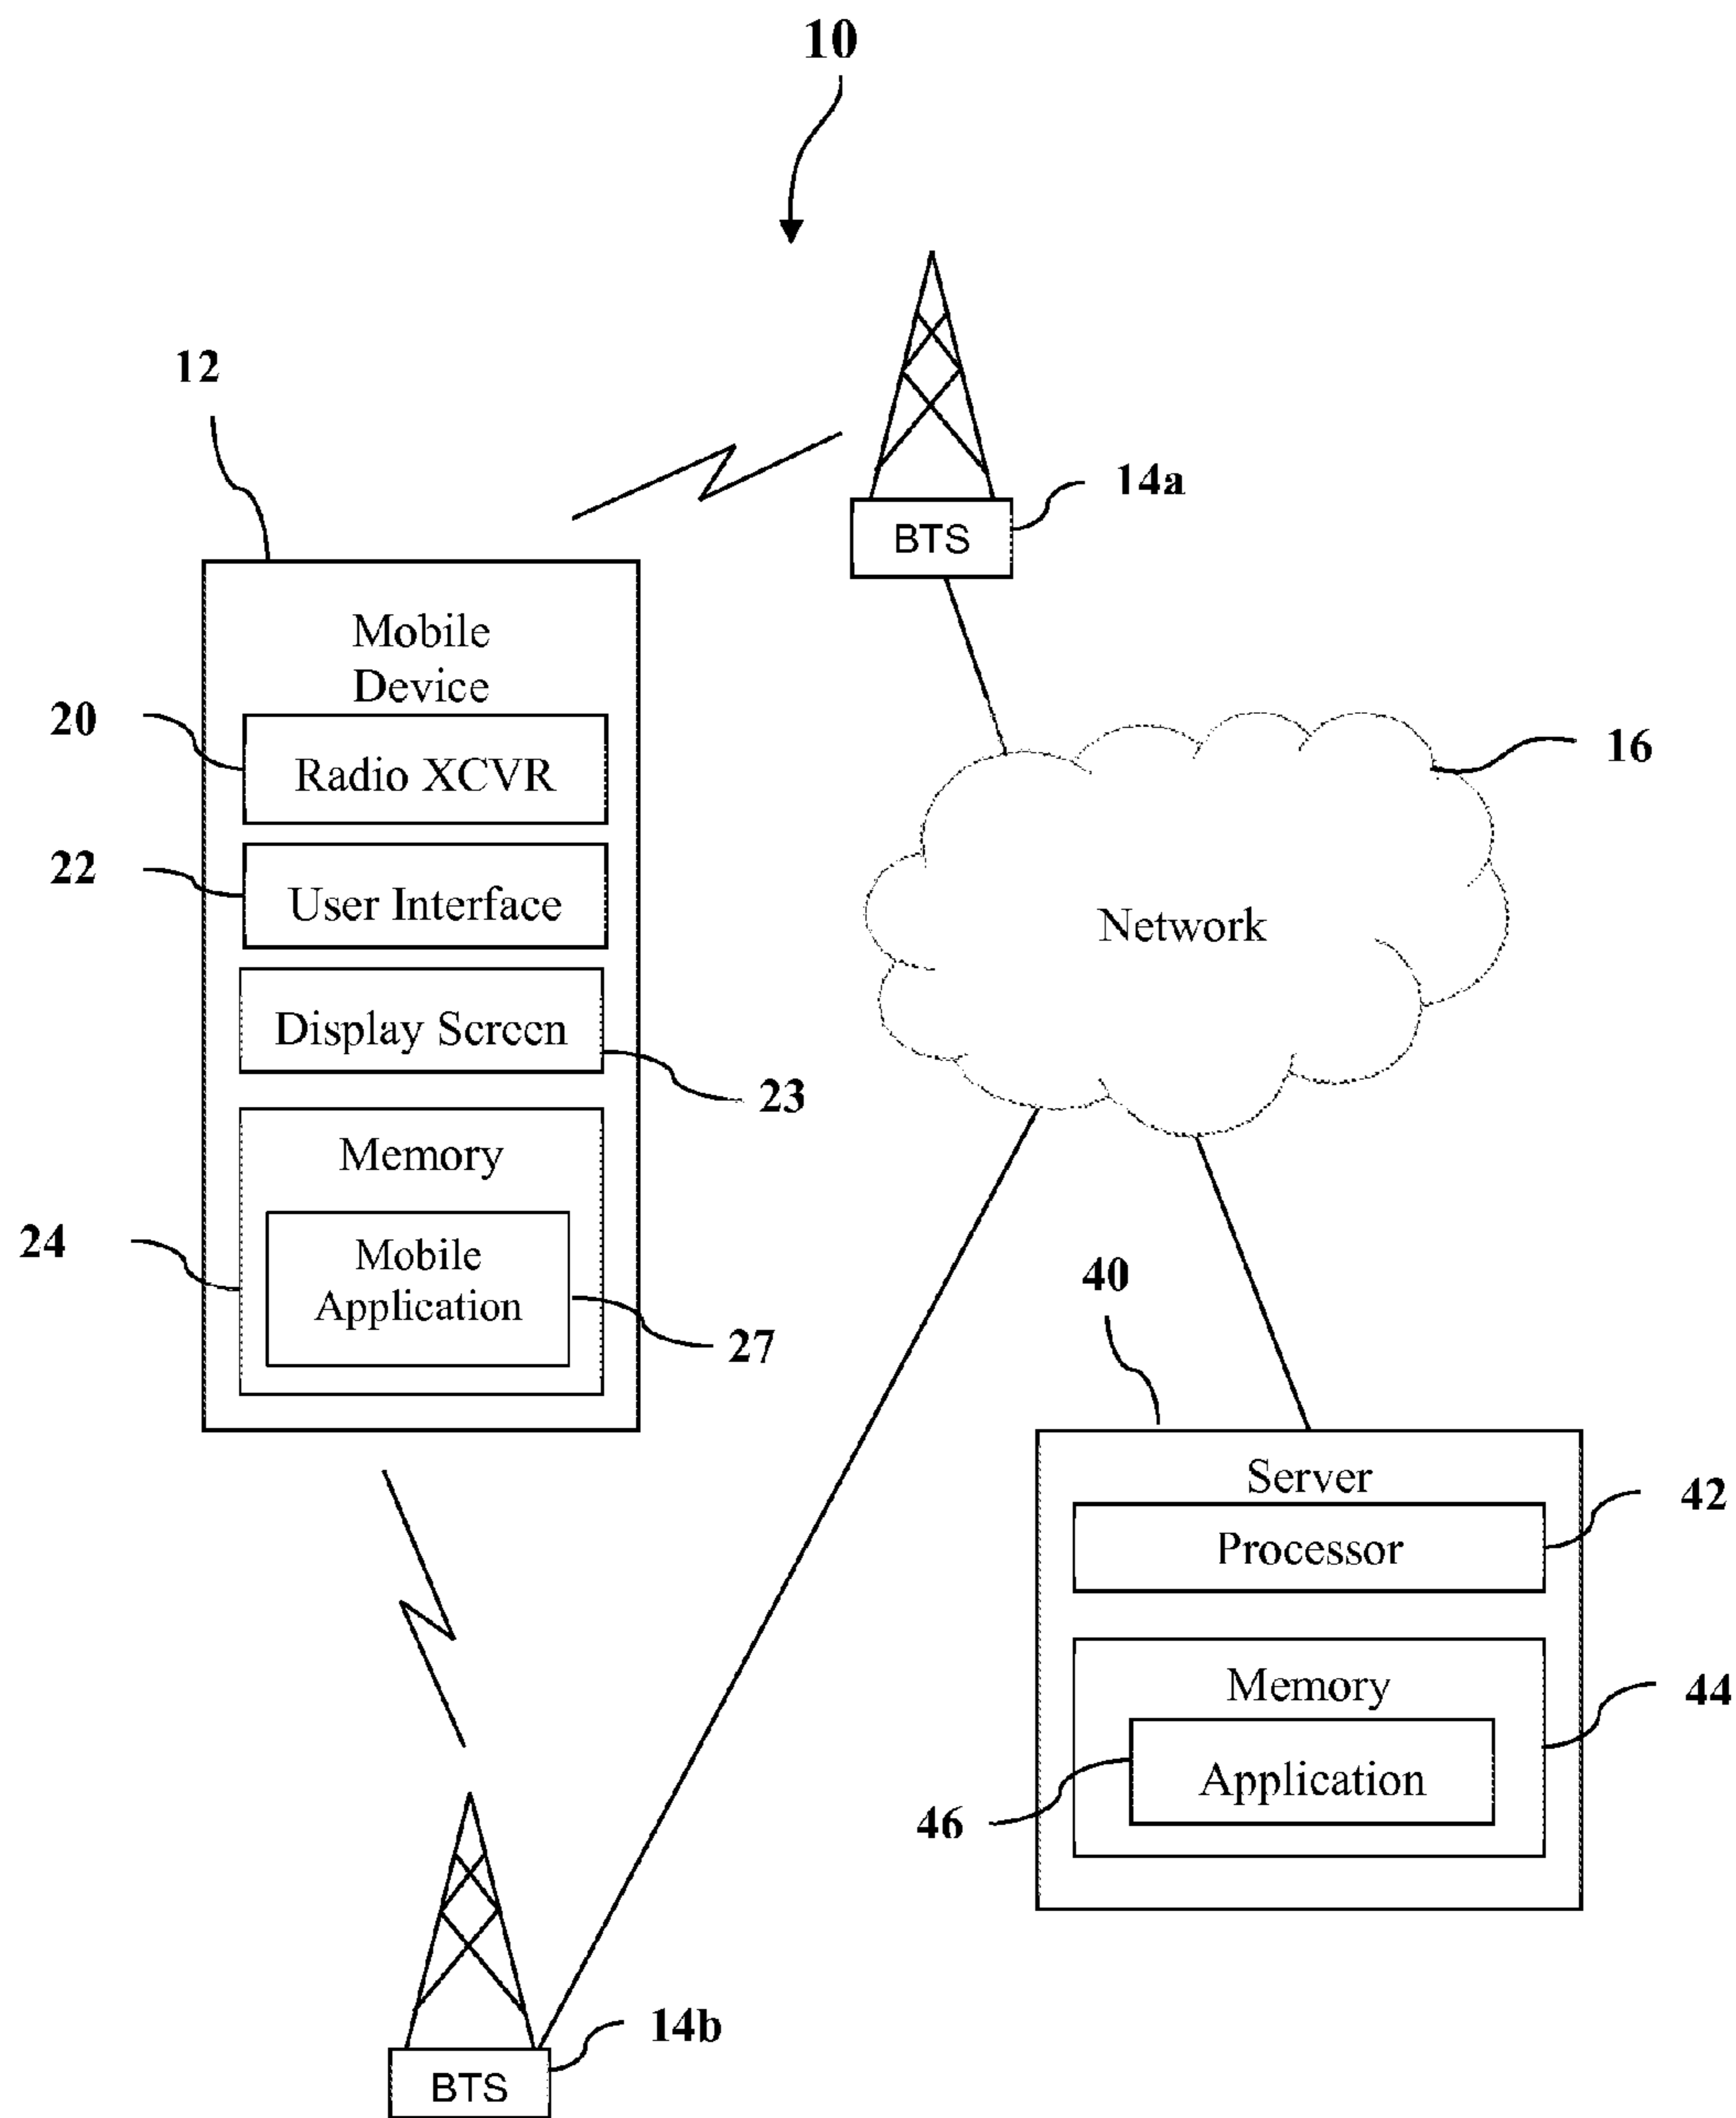 10
12
14a
BTS
Mobile
Device
20
Radio XCVR
16
22
User Interface
Network
Display Screen
23
Memory
24
Mobile
Application
27
40
Server
42
Processor
Memory
44
Application
46
14b
BTS